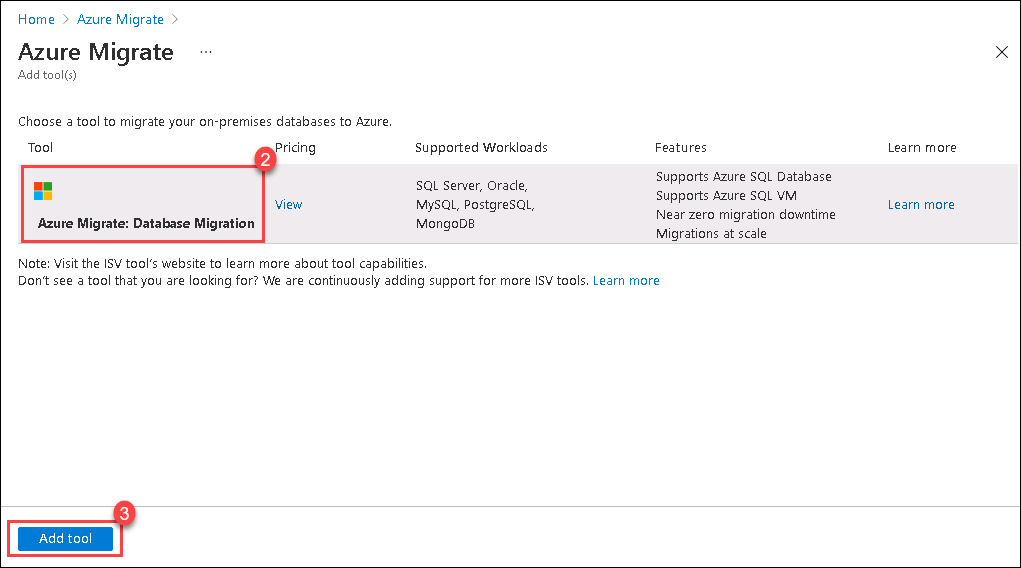 Home > Azure Migrate >
Azure Migrate ...
Add tool(s)
Choose a tool to migrate your on-premises databases to Azure.
Tool Pricing Supported Workloads Features Learn more
2
Azure Migrate: Database Migration
View
SQL Server, Oracle,
MySQL, PostgreSQL,
MongoDB
Supports Azure SQL Database
Supports Azure SQL VM
Near zero migration downtime
Migrations at scale
Learn more
Note: Visit the ISV tool's website to learn more about tool capabilities.
Don't see a tool that you are looking for? We are continuously adding support for more ISV tools. Learn more
3
Add tool